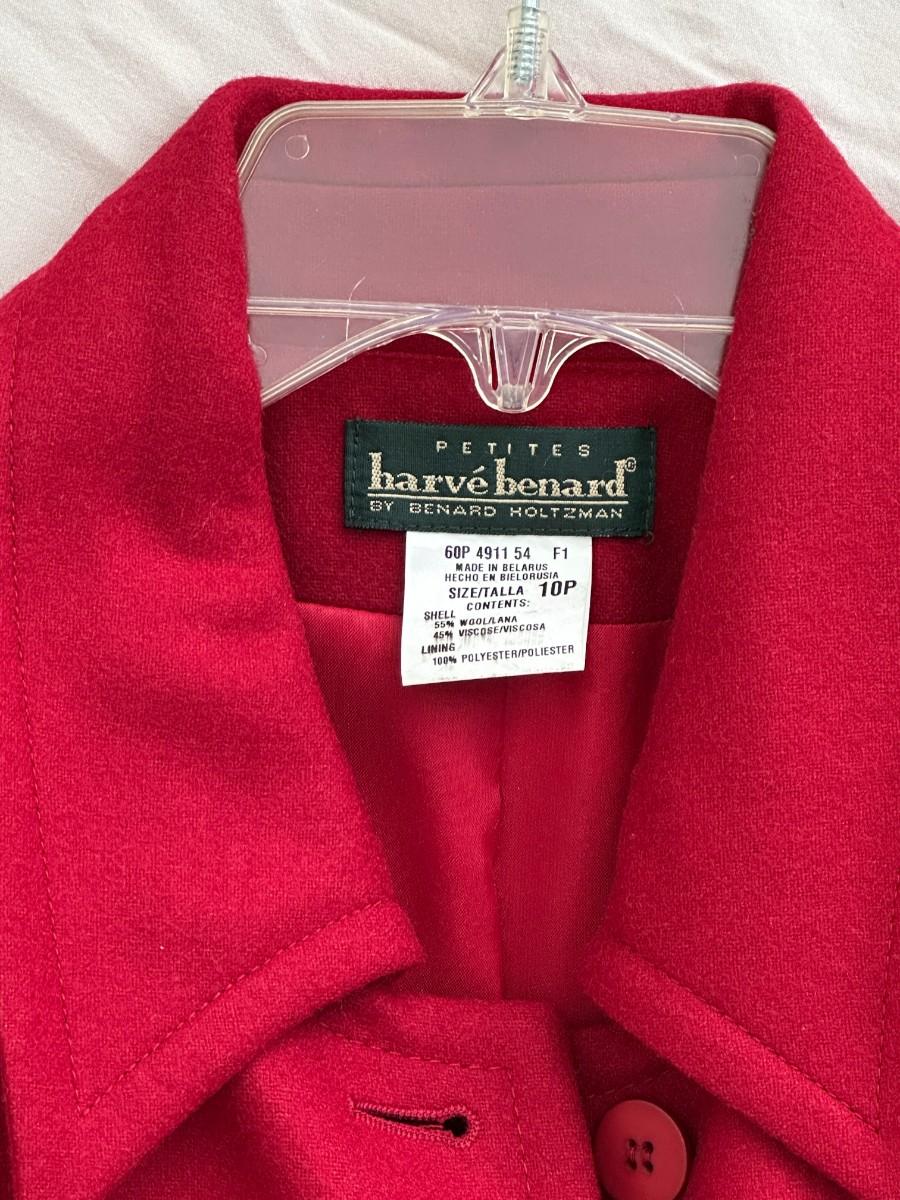 PETITES
harvé benard®
BY BENARD HOLTZMAN
60P 4911 54 F1
MADE IN BELARUS
HECHO EN BIELORUSIA
SIZE/TALLA 10P
CONTENTS:
SHELL
55% WOOL/LANA
45% VISCOSE/VISCOSA
LINING
100% POLYESTER/POLIESTER